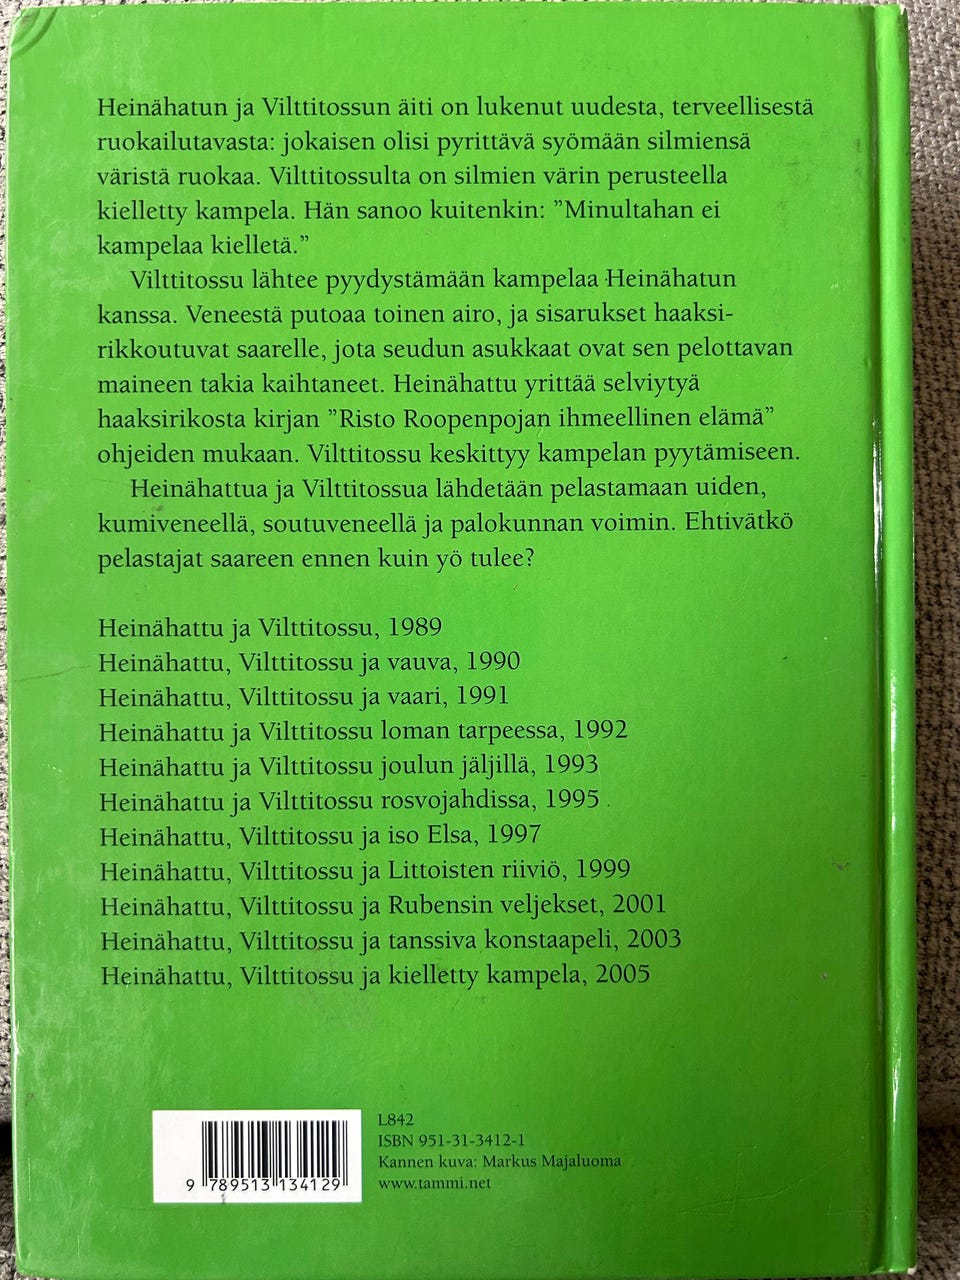 Heinähatun ja Vilttitossun äiti on lukenut uudesta, terveellisestä
ruokailutavasta: jokaisen olisi pyrittävä syömään silmiensä
väristä ruokaa. Vilttitossulta on silmien värin perusteella
kielletty kampela. Hän sanoo kuitenkin: ”Minultahan ei
kampelaa kielletä.”
Vilttitossu lähtee pyydystämään kampelaa Heinähatun
kanssa. Veneestä putoaa toinen airo, ja sisarukset haaksi-
rikkoutuvat saarelle, jota seudun asukkaat ovat sen pelottavan
maineen takia kaihtaneet. Heinähattu yrittää selviytyä
haaksirikosta kirjan ”Risto Roopenpojan ihmeellinen elämä”
ohjeiden mukaan. Vilttitossu keskittyy kampelan pyytämiseen.
Heinähattua ja Vilttitossua lähdetään pelastamaan uiden,
kumiveneellä, soutuveneellä ja palokunnan voimin. Ehtivätkö
pelastajat saareen ennen kuin yö tulee?
Heinähattu ja Vilttitossu, 1989
Heinähattu, Vilttitossu ja vauva, 1990
Heinähattu, Vilttitossu ja vaari, 1991
Heinähattu ja Vilttitossu loman tarpeessa, 1992
Heinähattu ja Vilttitossu joulun jäljillä, 1993
Heinähattu ja Vilttitossu rosvojahdissa, 1995
Heinähattu, Vilttitossu ja iso Elsa, 1997
Heinähattu, Vilttitossu ja Littoisten riiviö, 1999
Heinähattu, Vilttitossu ja Rubensin veljekset, 2001
Heinähattu, Vilttitossu ja tanssiva konstaapeli, 2003
Heinähattu, Vilttitossu ja kielletty kampela, 2005
L842
ISBN 951-31-3412-1
Kannen kuva: Markus Majaluoma
www.tammi.net
9 789513 134129